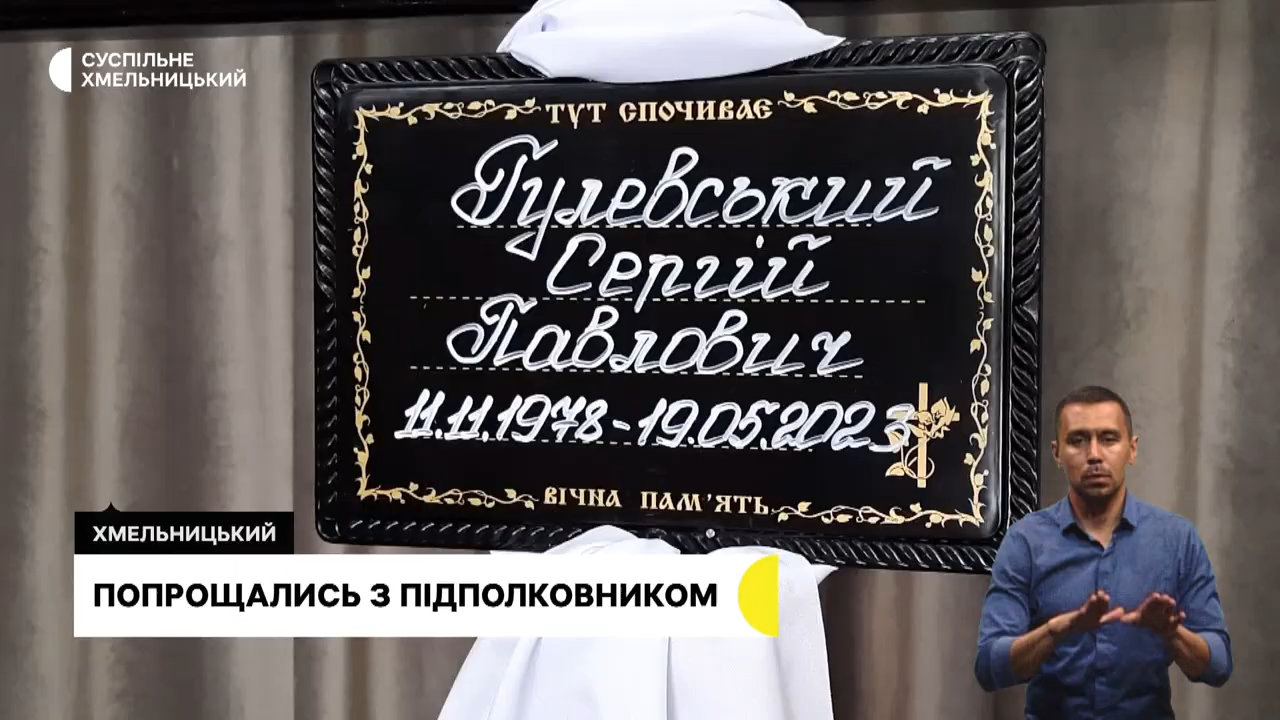 СУСПІЛЬНЕ
ХМЕЛЬНИЦЬКИЙ
ТУТ СПОЧИВАЄ
Гулевський
Сергій
Павлович
11.11.1978-19.05.2023
ВІЧНА ПАМ'ЯТЬ
ХМЕЛЬНИЦЬКИЙ
ПОПРОЩАЛИСЬ З ПІДПОЛКОВНИКОМ